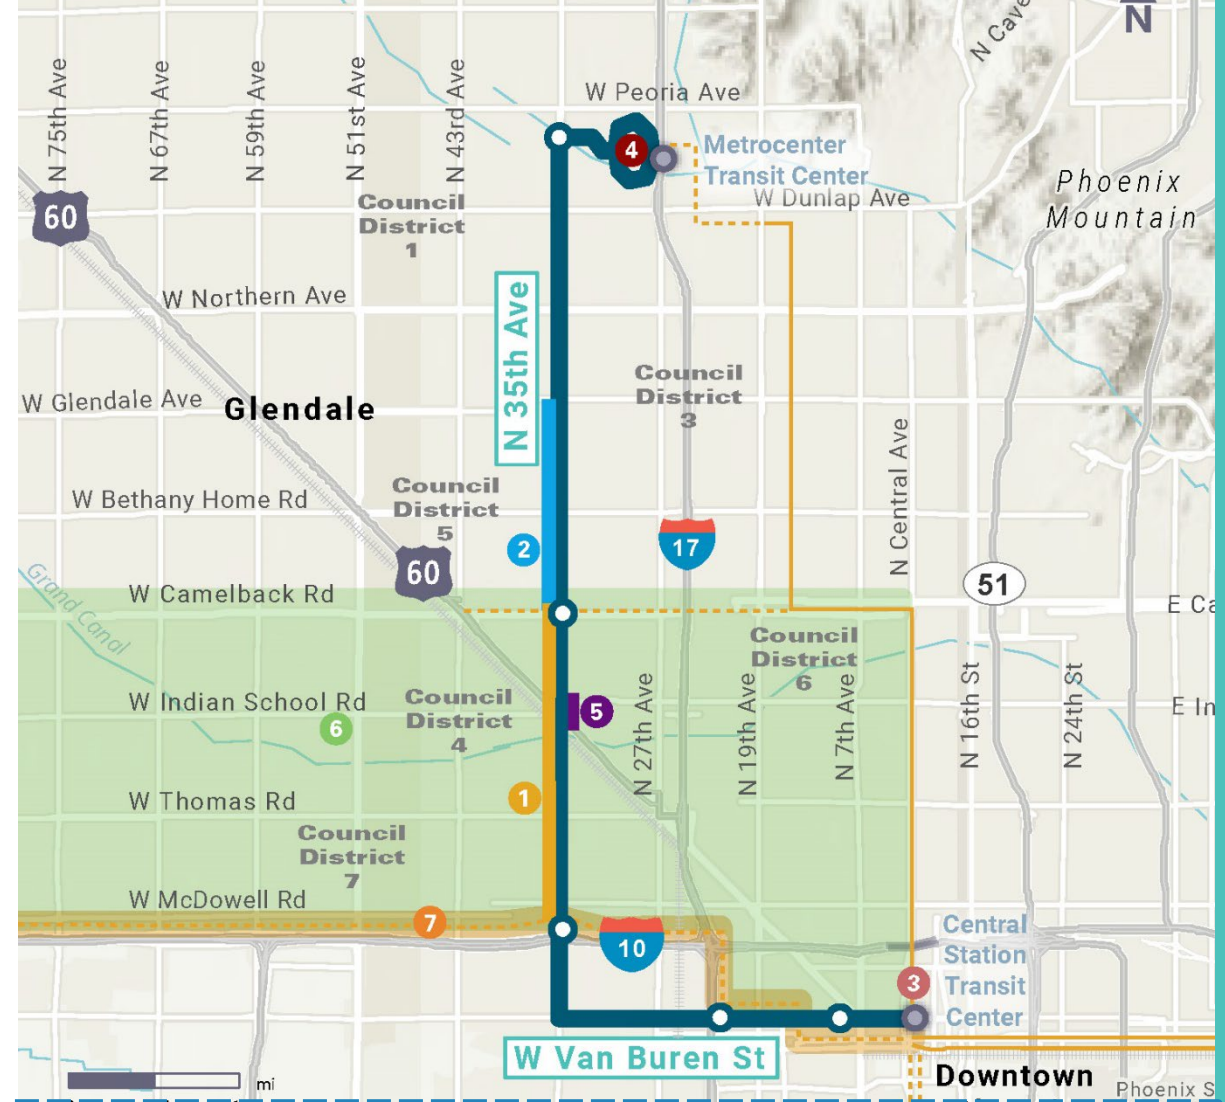 N
N Cave
N 75th Ave
N 67th Ave
N 59th Ave
N 51st Ave
N 43rd Ave
W Peoria Ave
4
Metrocenter
Transit Center
W Dunlap Ave
Phoenix
Mountain
60
Council
District
1
N 35th Ave
W Northern Ave
Council
District
3
W Glendale Ave
Glendale
N Central Ave
Council
District
5
W Bethany Home Rd
2
17
60
51
Grand Canal
W Camelback Rd
E Ca
Council
District
6
W Indian School Rd
Council
District
4
5
6
N 27th Ave
N 19th Ave
N 7th Ave
N 16th St
N 24th St
E In
W Thomas Rd
1
Council
District
7
W McDowell Rd
7
10
Central
Station
Transit
Center
3
W Van Buren St
Downtown
mi
Phoenix S